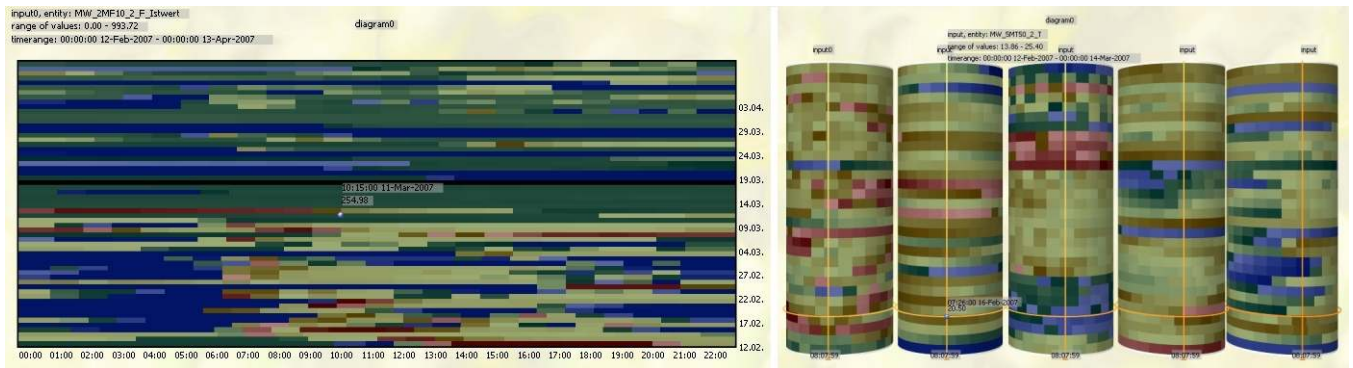 input0, entity: MW_2MF10_2_F_Istwert
range of values: 0.00 - 993.72
timerange: 00:00:00 12-Feb-2007 - 00:00:00 13-Apr-2007
diagram0
03.04.
29.03.
24.03.
19.03.
10:15:00 11-Mar-2007
254.98
14.03.
09.03.
04.03.
27.02.
22.02.
17.02.
12.02.
00:00 01:00 02:00 03:00 04:00 05:00 06:00 07:00 08:00 09:00 10:00 11:00 12:00 13:00 14:00 15:00 16:00 17:00 18:00 19:00 20:00 21:00 22:00
diagram0
input, entity: MW_5MT50_2_T
input0 input range of values: 13.86 - 25.40 input input input
timerange: 00:00:00 12-Feb-2007 - 00:00:00 14-Mar-2007
07:26:00 16-Feb-2007
20.50
08:07:59 08:07:59 08:07:59 08:07:59 08:07:59